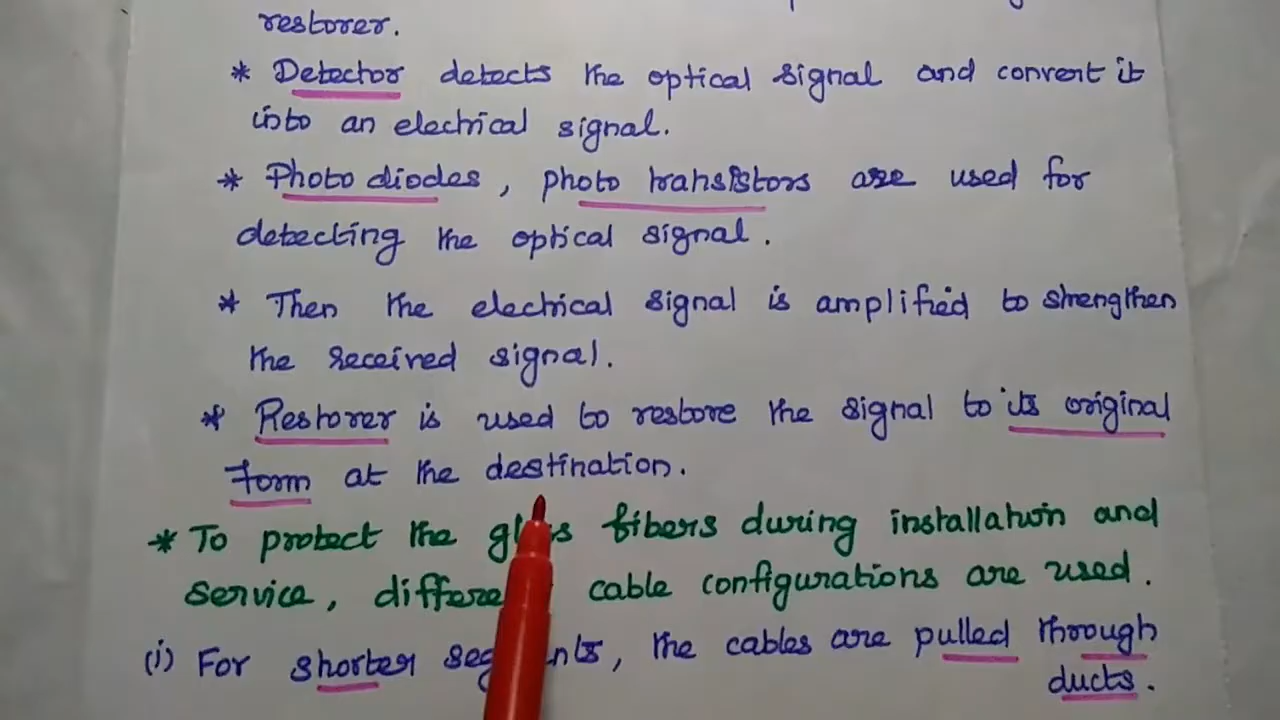 restorer.
* Detector detects the optical signal and convert it
into an electrical signal.
* Photo diodes, photo transistors are used for
detecting the optical signal.
* Then the electrical signal is amplified to strengthen
the received signal.
* Restorer is used to restore the signal to its original
form at the destination.
* To protect the glass fibers during installation and
service, different cable configurations are used.
(i) For shorter segments, the cables are pulled through
ducts.